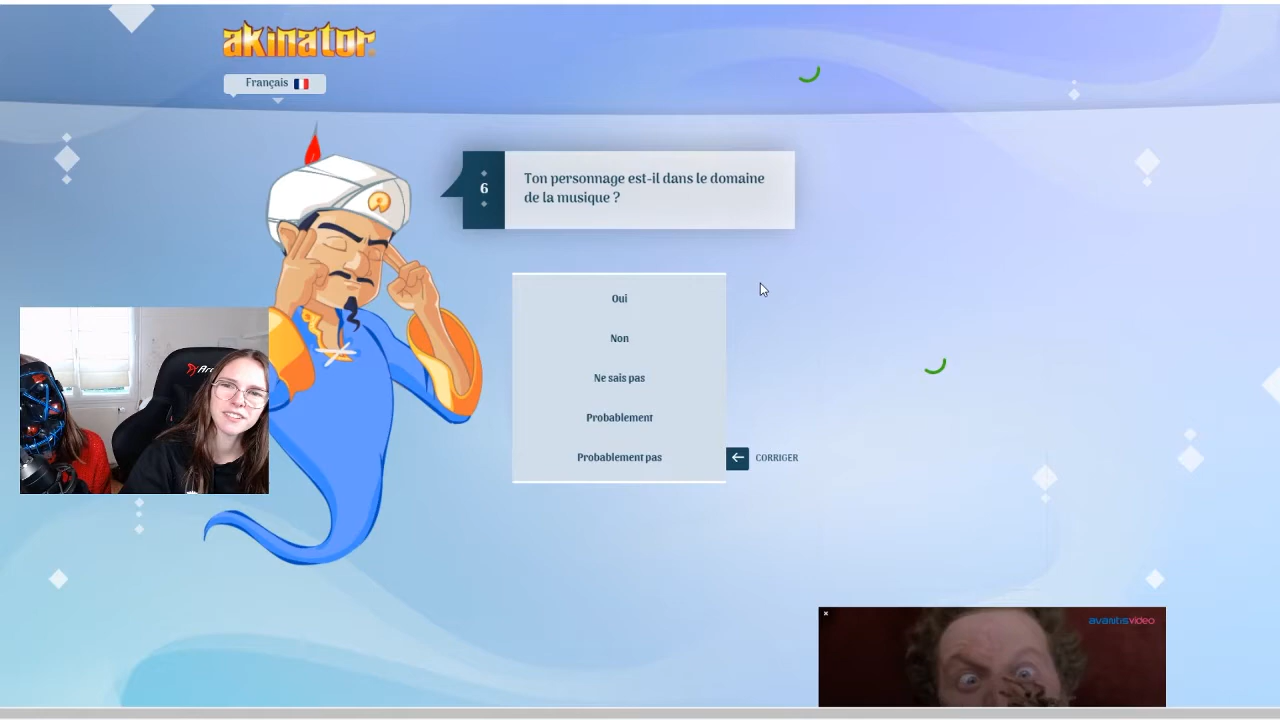 akinator
Français
6
Ton personnage est-il dans le domaine
de la musique ?
Oui
Non
Ne sais pas
Probablement
Probablement pas
CORRIGER
avantisvideo